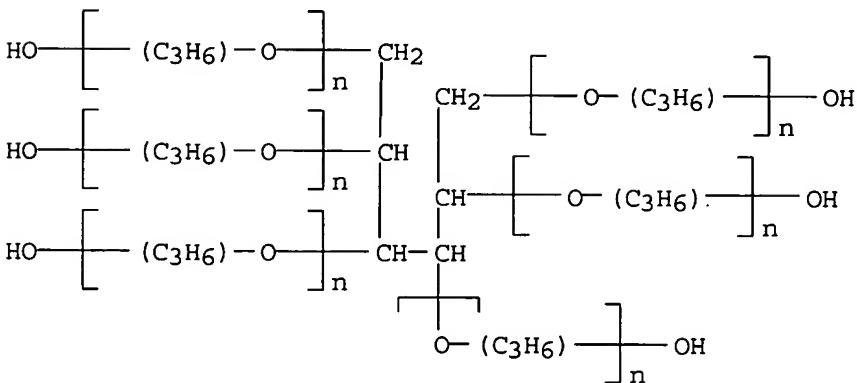 HO (C3H6) O n CH2
CH2 O (C3H6) n OH
HO (C3H6) O n CH
CH O (C3H6) n OH
HO (C3H6) O n CH CH
O (C3H6) n OH